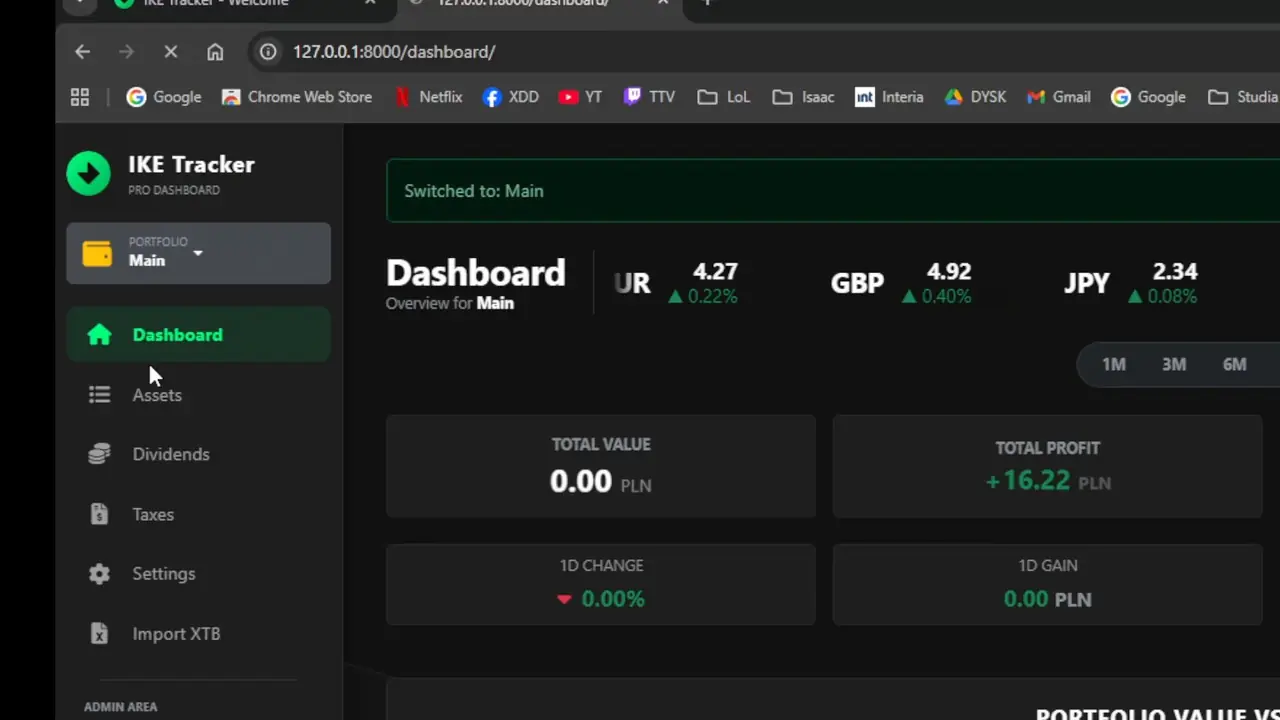 IKE Tracker - Welcome
127.0.0.1:8000/dashboard/
127.0.0.1:8000/dashboard/
Google Chrome Web Store Netflix XDD YT TTV LoL Isaac Interia DYSK Gmail Google Studia
IKE Tracker
PRO DASHBOARD
PORTFOLIO
Main
Dashboard
Assets
Dividends
Taxes
Settings
Import XTB
ADMIN AREA
Switched to: Main
Dashboard
Overview for Main
UR 4.27
▲ 0.22%
GBP 4.92
▲ 0.40%
JPY 2.34
▲ 0.08%
1M 3M 6M
TOTAL VALUE
0.00 PLN
TOTAL PROFIT
+16.22 PLN
1D CHANGE
0.00%
1D GAIN
0.00 PLN
PORTFOLIO VALUE VS